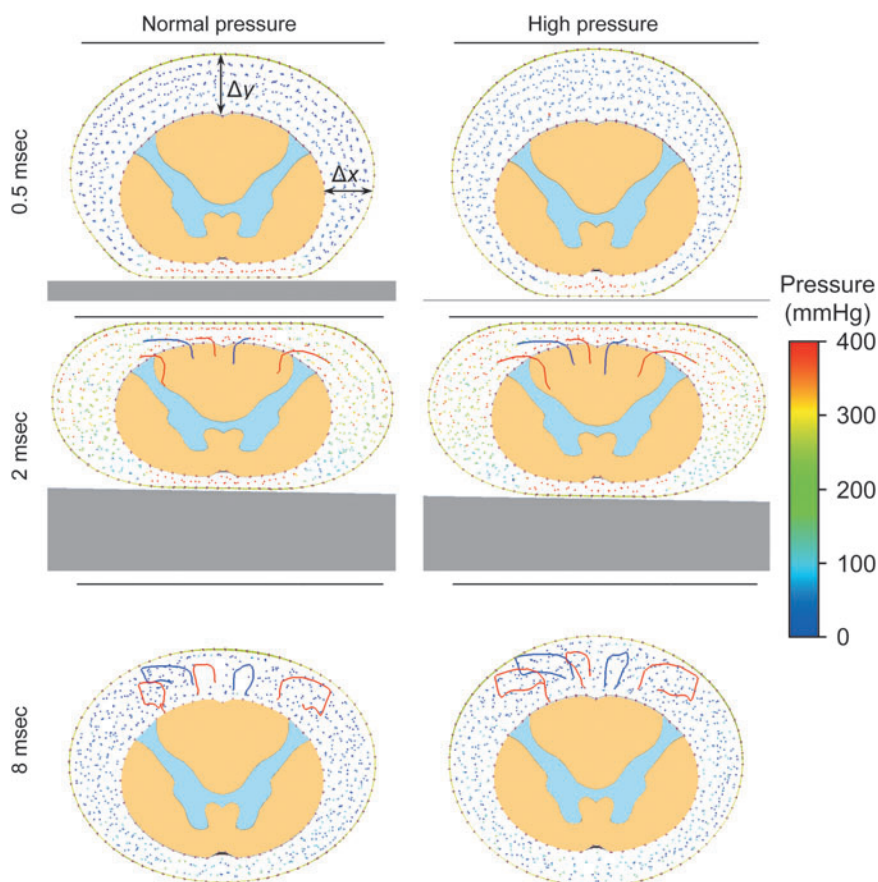 Normal pressure
High pressure
0.5 msec
Δy
Δx
Pressure
(mmHg)
400
300
200
100
0
2 msec
8 msec